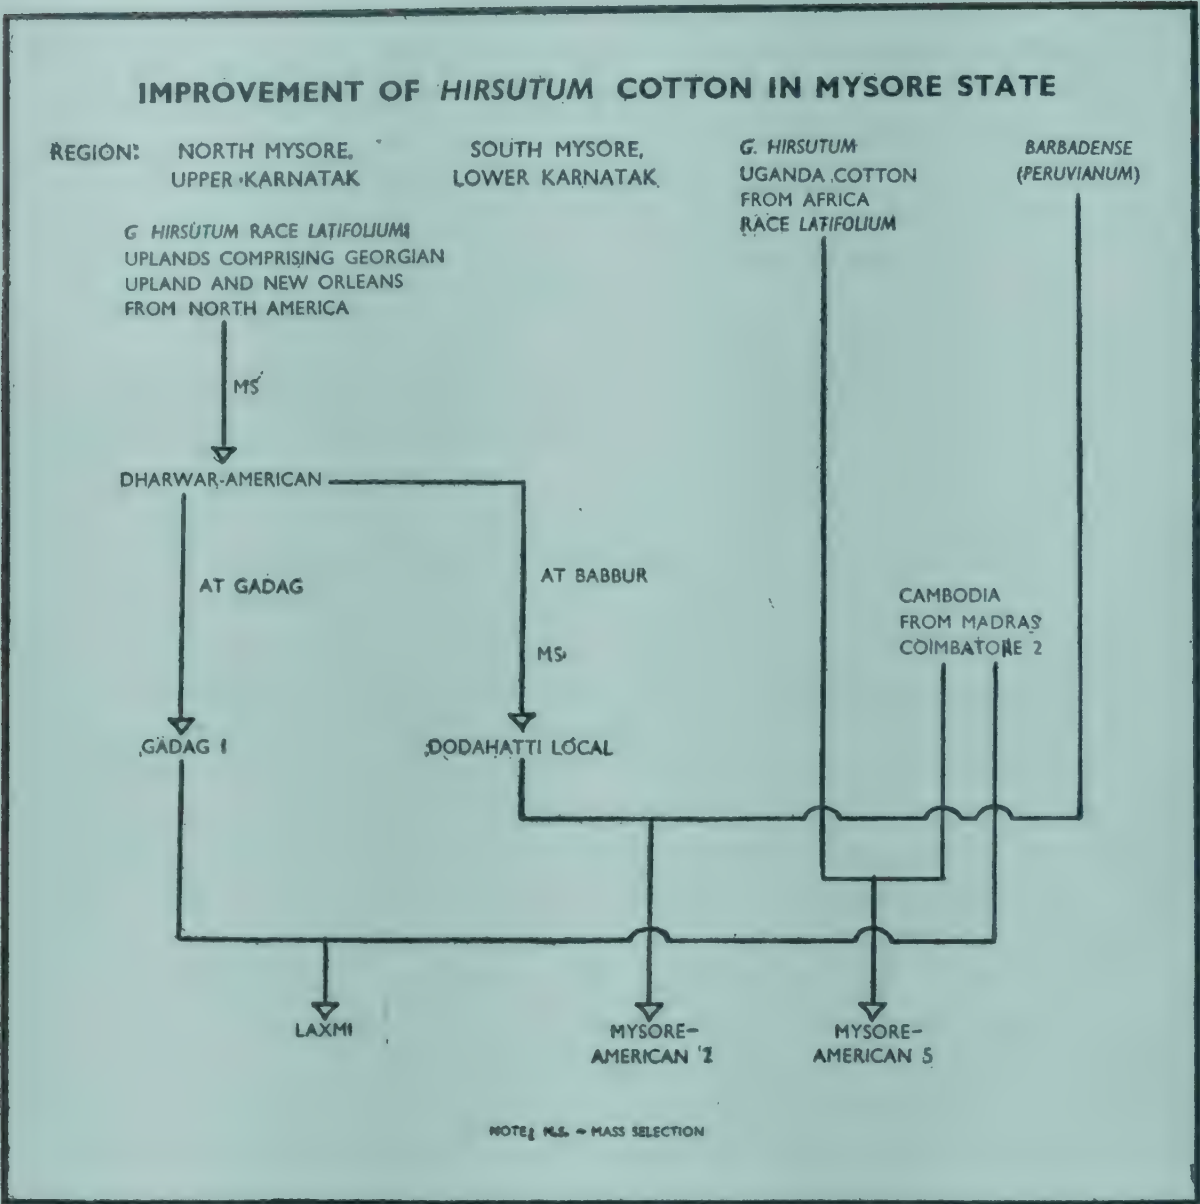 IMPROVEMENT OF HIRSUTUM COTTON IN MYSORE STATE
REGION: NORTH MYSORE,
UPPER KARNATAK
SOUTH MYSORE,
LOWER KARNATAK
G. HIRSUTUM
UGANDA COTTON
FROM AFRICA
RACE LATIFOLIUM
BARBADENSE
(PERUVIANUM)
G HIRSUTUM RACE LATIFOLIUM
UPLANDS COMPRISING GEORGIAN
UPLAND AND NEW ORLEANS
FROM NORTH AMERICA
MS
DHARWAR-AMERICAN
AT GADAG
AT BABBUR
MS
CAMBODIA
FROM MADRAS
COIMBATORE 2
GADAG 1
DODAHATTI LOCAL
LAXMI
MYSORE-
AMERICAN
MYSORE-
AMERICAN 5
NOTE: M.S. - MASS SELECTION